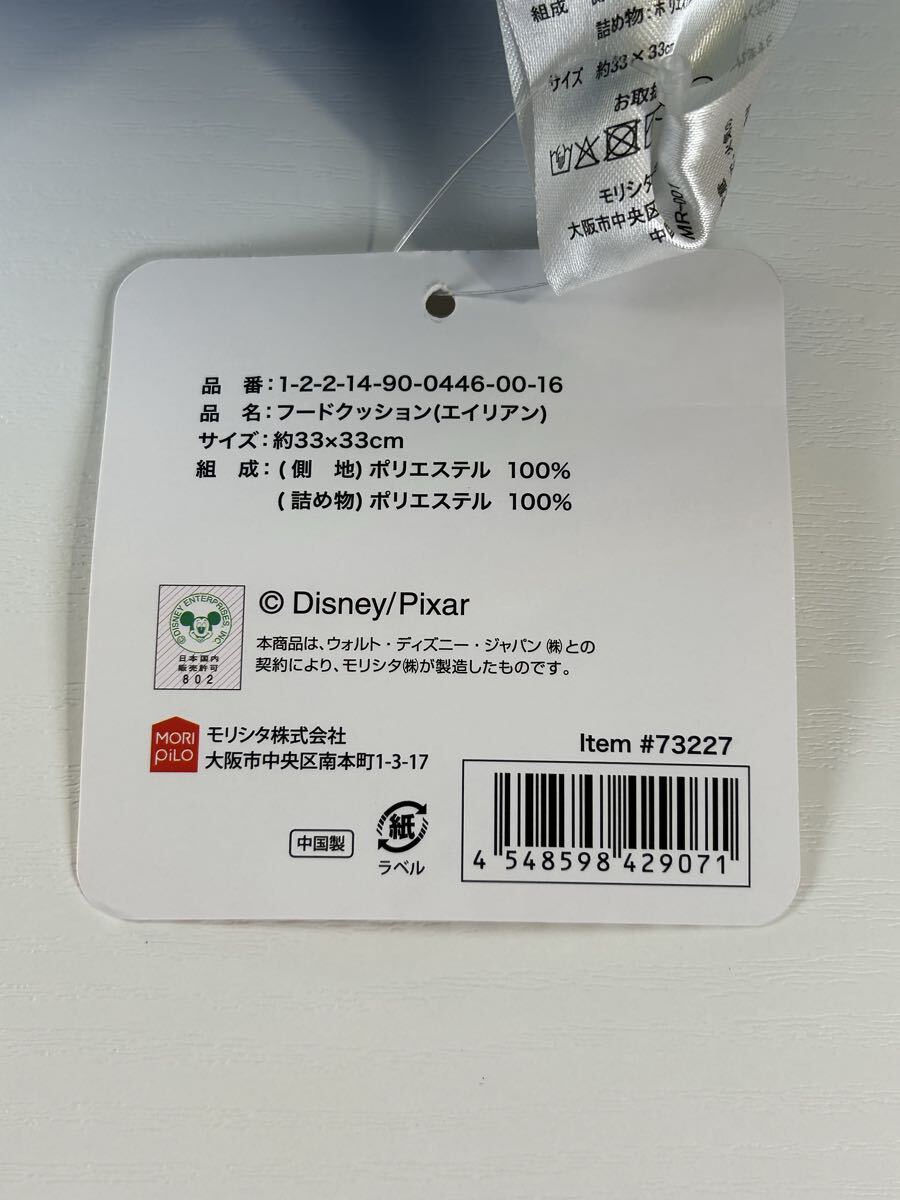 組成
詰め物:ポリエ
サイズ 約33×33cm
お取扱
モリシタ
大阪市中央区
中
MR-001
品 番:1-2-2-14-90-0446-00-16
品 名:フードクッション(エイリアン)
サイズ:約33×33cm
組 成:(側 地)ポリエステル 100%
(詰め物)ポリエステル 100%
©DISNEY ENTERPRISES INC
日本国内
販売許可
802
© Disney/Pixar
本商品は、ウォルト・ディズニー・ジャパン㈱との
契約により、モリシタ㈱が製造したものです。
MORI
PiLO
モリシタ株式会社
大阪市中央区南本町1-3-17
Item #73227
中国製
紙
ラベル
4 548598 429071